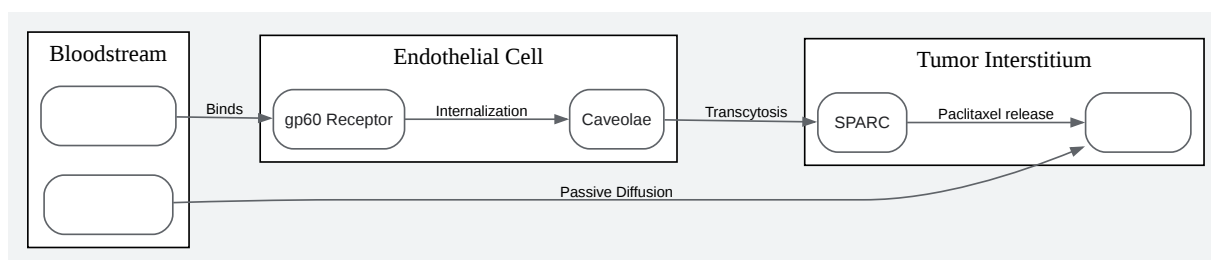 Bloodstream
Endothelial Cell
Tumor Interstitium
Binds
gp60 Receptor
Internalization
Caveolae
Transcytosis
SPARC
Paclitaxel release
Passive Diffusion